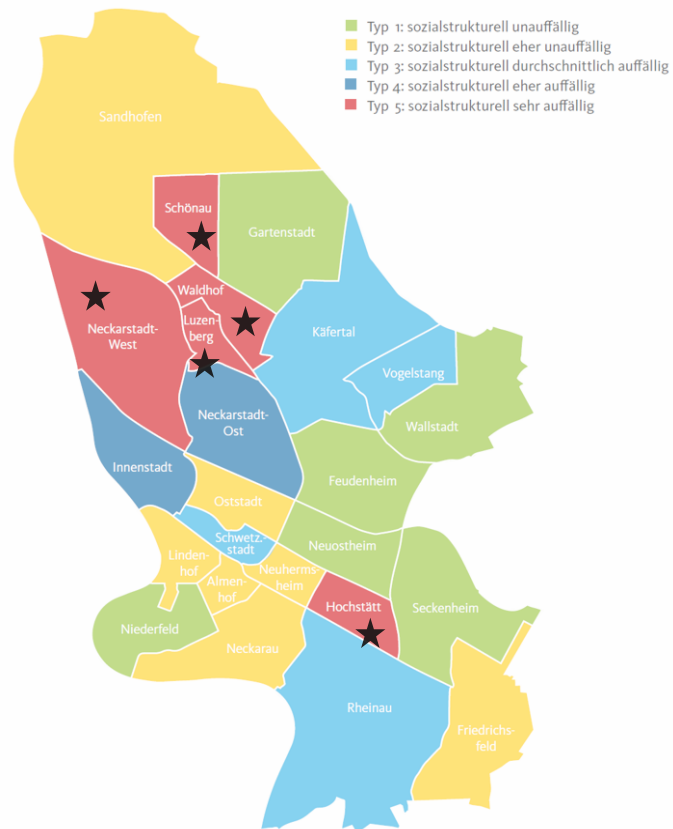 Typ 1: sozialstrukturell unauffällig
Typ 2: sozialstrukturell eher unauffällig
Typ 3: sozialstrukturell durchschnittlich auffällig
Typ 4: sozialstrukturell eher auffällig
Typ 5: sozialstrukturell sehr auffällig
Sandhofen
Schönau
Gartenstadt
Waldhof
Luzen-
berg
Neckarstadt-
West
Käfertal
Vogelstang
Neckarstadt-
Ost
Wallstadt
Innenstadt
Feudenheim
Oststadt
Schwetz.-
stadt
Neuostheim
Linden-
hof
Neuherms-
heim
Almen-
hof
Hochstätt
Seckenheim
Niederfeld
Neckarau
Rheinau
Friedrichs-
feld